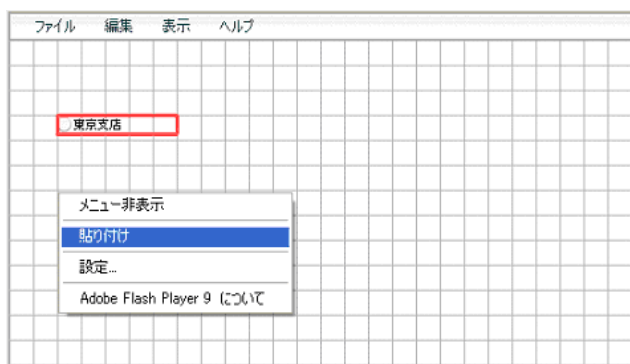 ファイル 編集 表示 ヘルプ
東京支店
メニュー非表示
貼り付け
設定...
Adobe Flash Player 9 について